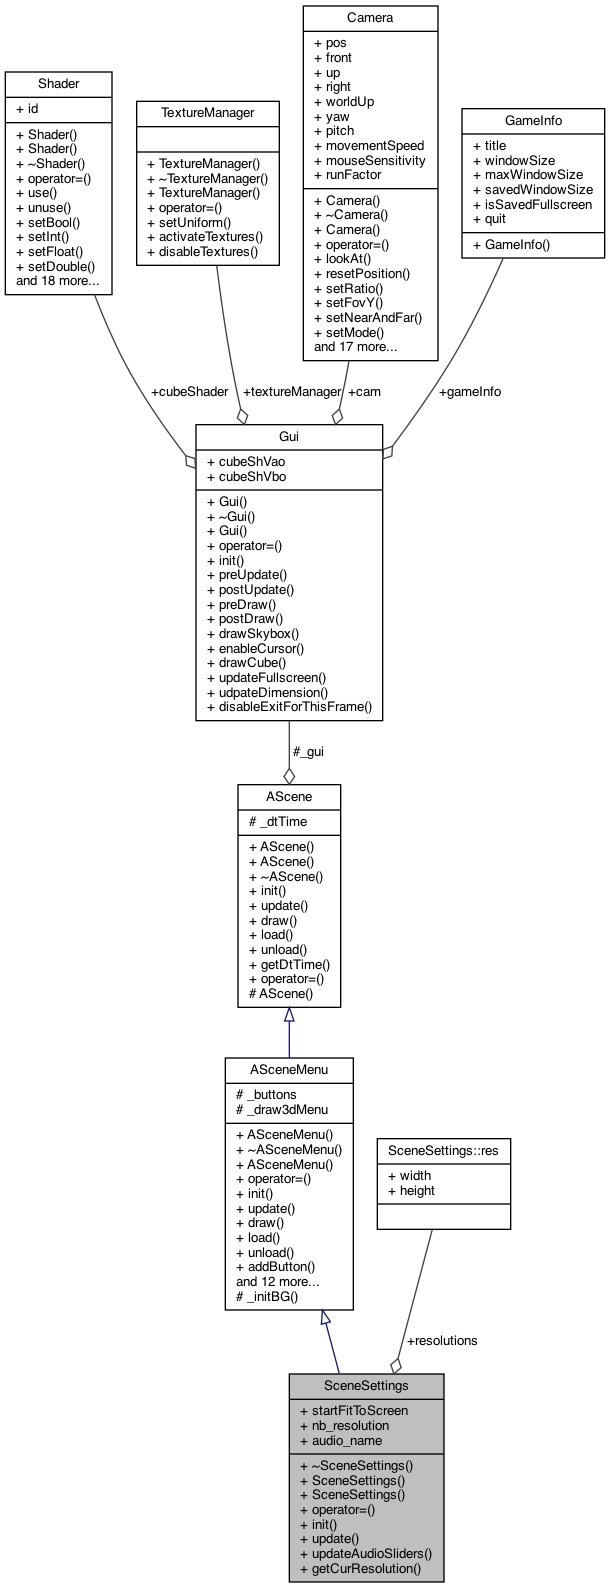 Camera
+ pos
+ front
+ up
+ right
+ worldUp
+ yaw
+ pitch
+ movementSpeed
+ mouseSensitivity
+ runFactor
+ Camera()
+ ~Camera()
+ Camera()
+ operator=()
+ lookAt()
+ resetPosition()
+ setRatio()
+ setFovY()
+ setNearAndFar()
+ setMode()
and 17 more...
Shader
+ id
+ Shader()
+ Shader()
+ ~Shader()
+ operator=()
+ use()
+ unuse()
+ setBool()
+ setInt()
+ setFloat()
+ setDouble()
and 18 more...
TextureManager
+ TextureManager()
+ ~TextureManager()
+ TextureManager()
+ operator=()
+ setUniform()
+ activateTextures()
+ disableTextures()
GameInfo
+ title
+ windowSize
+ maxWindowSize
+ savedWindowSize
+ isSavedFullscreen
+ quit
+ GameInfo()
+cubeShader
+textureManager
+cam
+gameInfo
Gui
+ cubeShVao
+ cubeShVbo
+ Gui()
+ ~Gui()
+ Gui()
+ operator=()
+ init()
+ preUpdate()
+ postUpdate()
+ preDraw()
+ postDraw()
+ drawSkybox()
+ enableCursor()
+ drawCube()
+ updateFullscreen()
+ udpateDimension()
+ disableExitForThisFrame()
#_gui
AScene
# _dtTime
+ AScene()
+ AScene()
+ ~AScene()
+ init()
+ update()
+ draw()
+ load()
+ unload()
+ getDtTime()
+ operator=()
# AScene()
ASceneMenu
# _buttons
# _draw3dMenu
+ ASceneMenu()
+ ~ASceneMenu()
+ ASceneMenu()
+ operator=()
+ init()
+ update()
+ draw()
+ load()
+ unload()
+ addButton()
and 12 more...
# _initBG()
SceneSettings::res
+ width
+ height
+resolutions
SceneSettings
+ startFitToScreen
+ nb_resolution
+ audio_name
+ ~SceneSettings()
+ SceneSettings()
+ SceneSettings()
+ operator=()
+ init()
+ update()
+ updateAudioSliders()
+ getCurResolution()